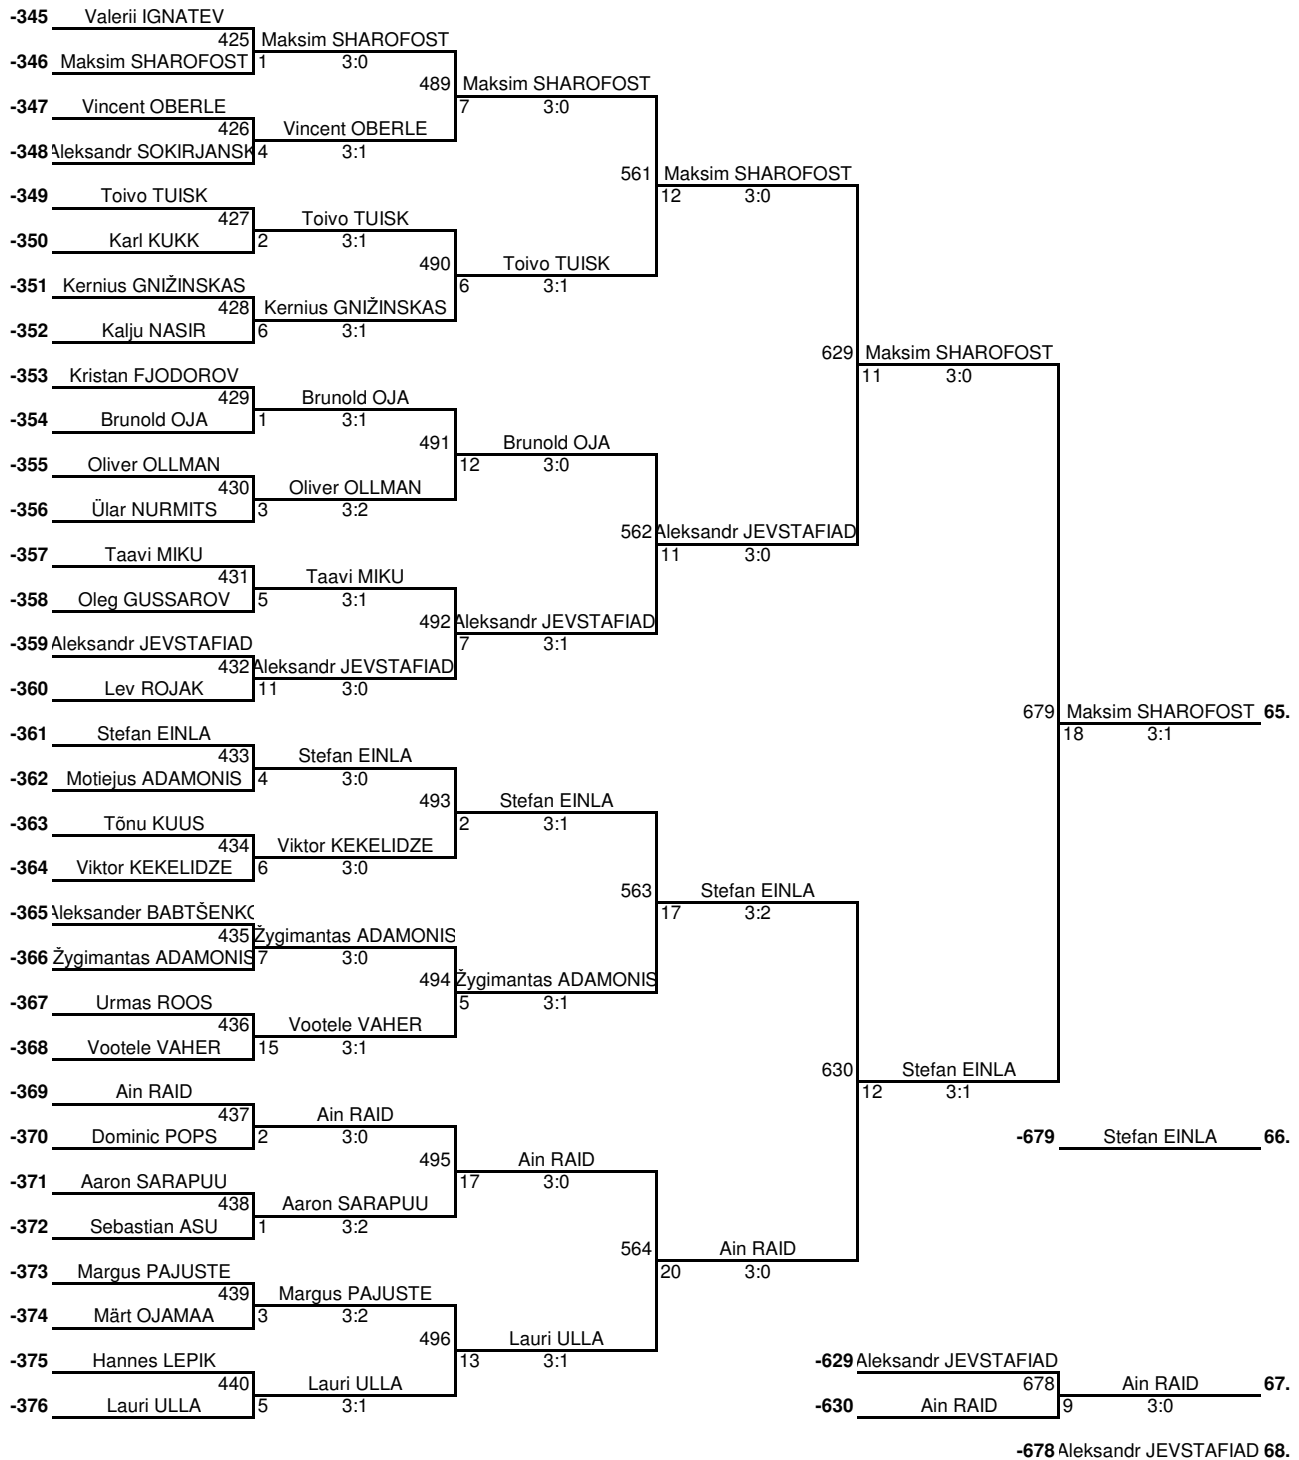 -345 Valerii IGNATEV
425 Maksim SHAROFOST
-346 Maksim SHAROFOST 1 3:0
489 Maksim SHAROFOST
-347 Vincent OBERLE 7 3:0
426 Vincent OBERLE
-348 Aleksandr SOKIRJANSK 4 3:1
561 Maksim SHAROFOST
-349 Toivo TUISK 12 3:0
427 Toivo TUISK
-350 Karl KUKK 2 3:1
490 Toivo TUISK
-351 Kernius GNIŽINSKAS 6 3:1
428 Kernius GNIŽINSKAS
-352 Kalju NASIR 6 3:1
629 Maksim SHAROFOST
-353 Kristan FJODOROV 11 3:0
429 Brunold OJA
-354 Brunold OJA 1 3:1
491 Brunold OJA
-355 Oliver OLLMAN 12 3:0
430 Oliver OLLMAN
-356 Ülar NURMITS 3 3:2
562 Aleksandr JEVSTAFIAD
-357 Taavi MIKU 11 3:0
431 Taavi MIKU
-358 Oleg GUSSAROV 5 3:1
492 Aleksandr JEVSTAFIAD
-359 Aleksandr JEVSTAFIAD 7 3:1
432 Aleksandr JEVSTAFIAD
-360 Lev ROJAK 11 3:0
679 Maksim SHAROFOST 65.
-361 Stefan EINLA 18 3:1
433 Stefan EINLA
-362 Motiejus ADAMONIS 4 3:0
493 Stefan EINLA
-363 Tõnu KUUS 2 3:1
434 Viktor KEKELIDZE
-364 Viktor KEKELIDZE 6 3:0
563 Stefan EINLA
-365 Aleksander BABTŠENKO 17 3:2
435 Žygimantas ADAMONIS
-366 Žygimantas ADAMONIS 7 3:0
494 Žygimantas ADAMONIS
-367 Urmas ROOS 5 3:1
436 Vootele VAHER
-368 Vootele VAHER 15 3:1
630 Stefan EINLA
-369 Ain RAID 12 3:1
437 Ain RAID
-370 Dominic POPS 2 3:0 -679 Stefan EINLA 66.
495 Ain RAID
-371 Aaron SARAPUU 17 3:0
438 Aaron SARAPUU
-372 Sebastian ASU 1 3:2
564 Ain RAID
-373 Margus PAJUSTE 20 3:0
439 Margus PAJUSTE
-374 Märt OJAMAA 3 3:2
496 Lauri ULLA
-375 Hannes LEPIK 13 3:1 -629 Aleksandr JEVSTAFIAD
440 Lauri ULLA 678 Ain RAID 67.
-376 Lauri ULLA 5 3:1 -630 Ain RAID 9 3:0
-678 Aleksandr JEVSTAFIAD 68.